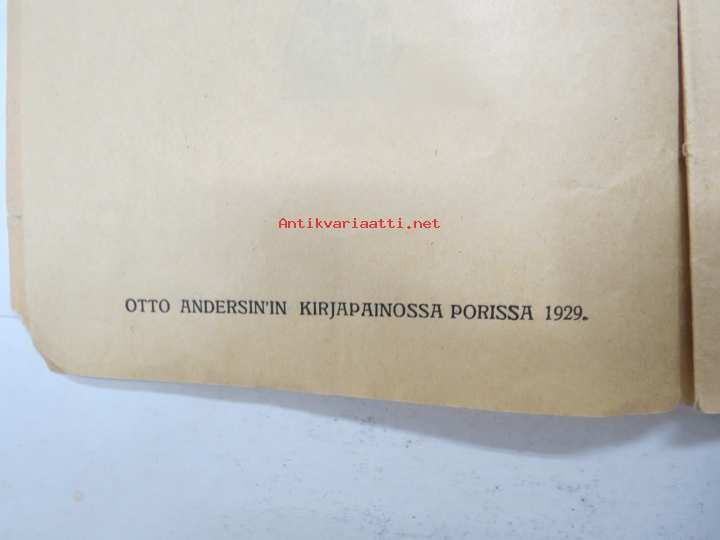 Antikvariaatti.net
OTTO ANDERSIN'IN KIRJAPAINOSSA PORISSA 1929.